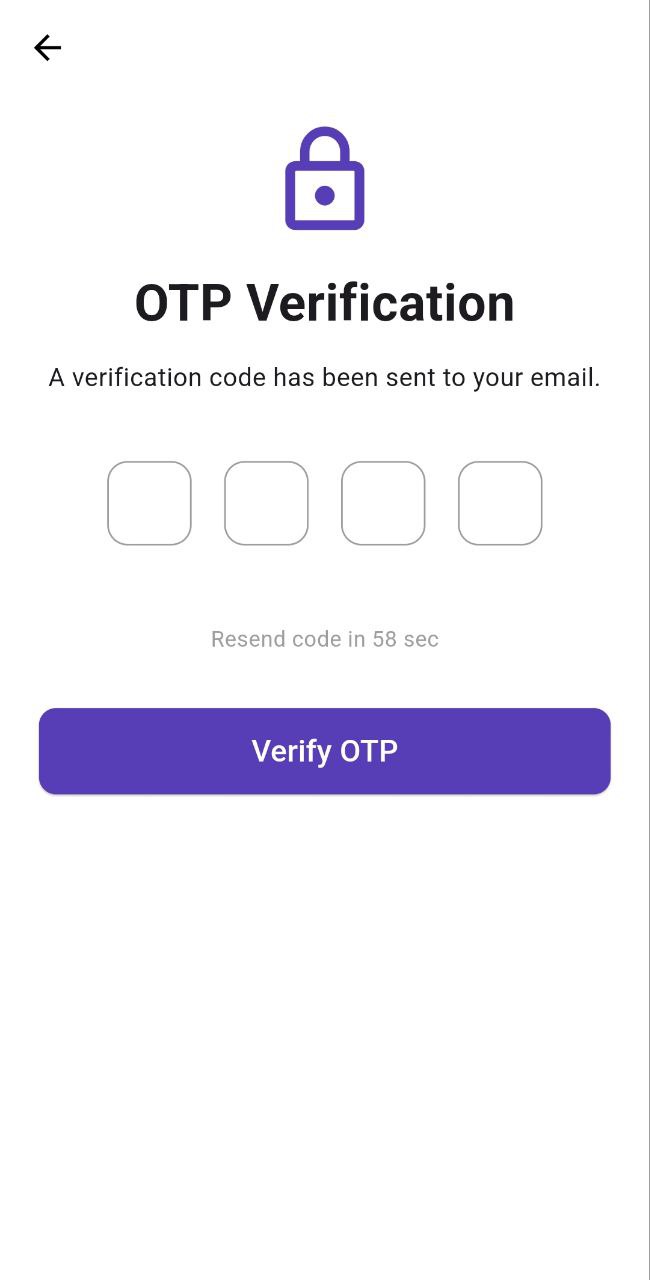 OTP Verification
A verification code has been sent to your email.
Resend code in 58 sec
Verify OTP